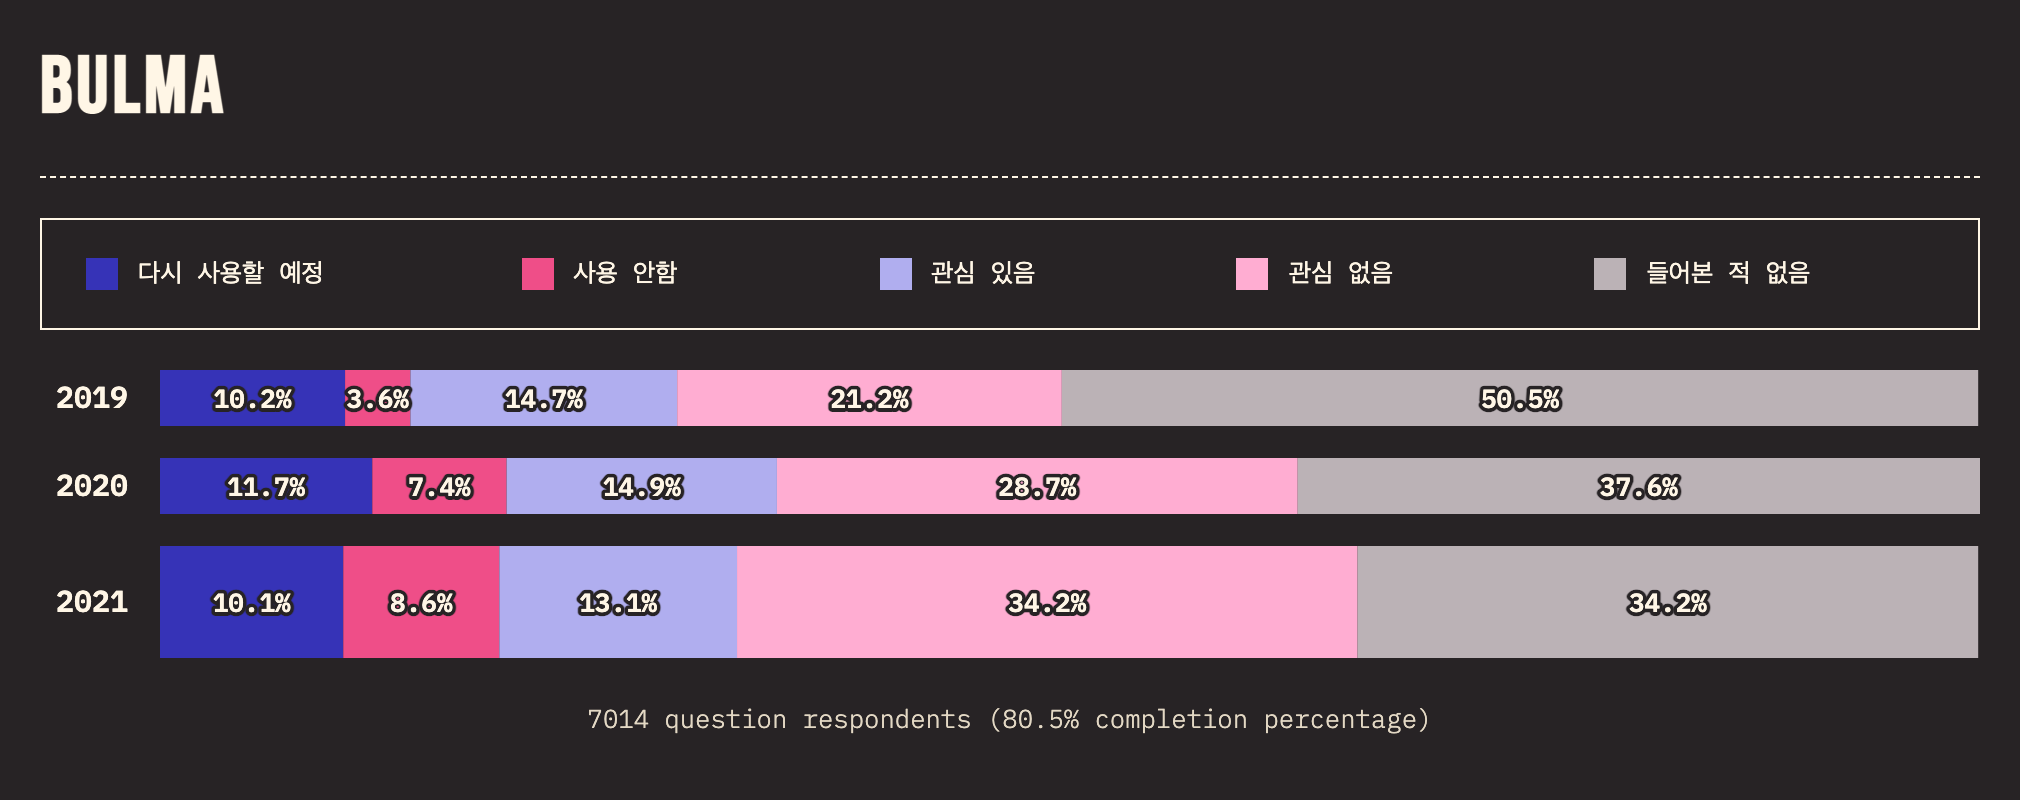 BULMA
다시 사용할 예정 사용 안함 관심 있음 관심 없음 들어본 적 없음
2019 10.2% 3.6% 14.7% 21.2% 50.5%
2020 11.7% 7.4% 14.9% 28.7% 37.6%
2021 10.1% 8.6% 13.1% 34.2% 34.2%
7014 question respondents (80.5% completion percentage)